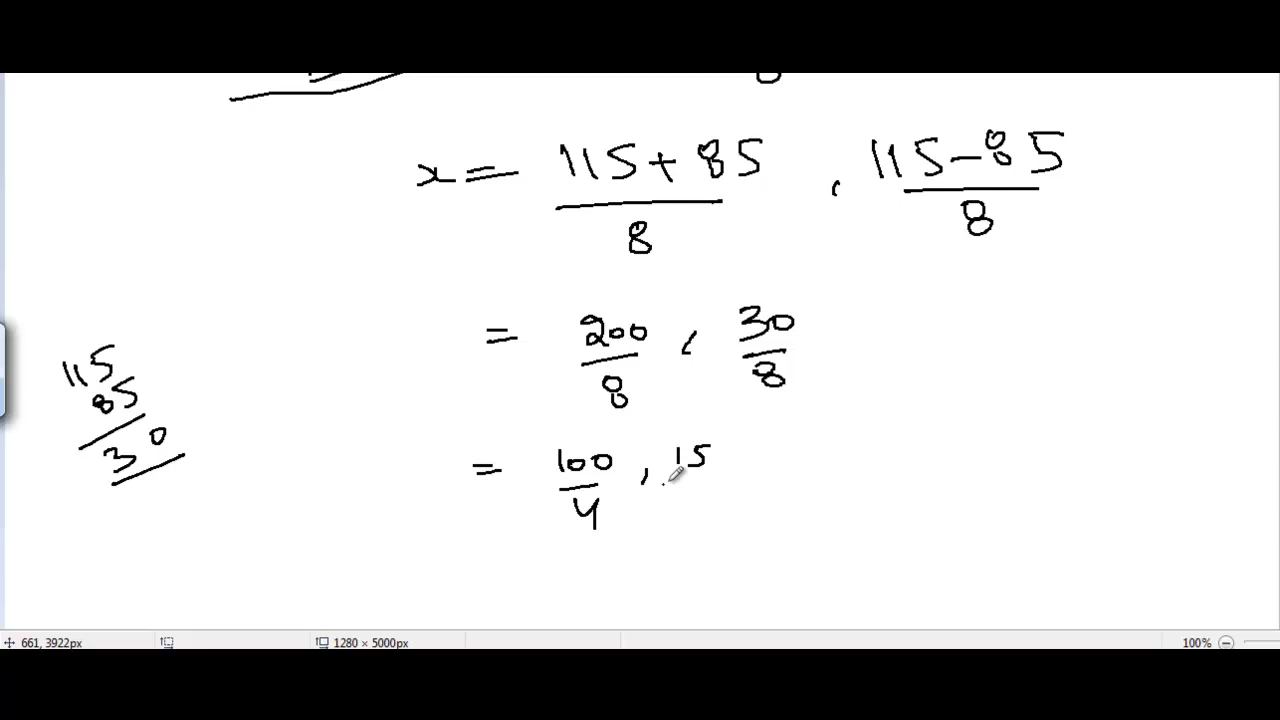 x = 115+85/8 , 115-85/8
= 200/8 , 30/8
115
85
30
= 100/4 , 15
661, 3922px 1280 × 5000px 100%